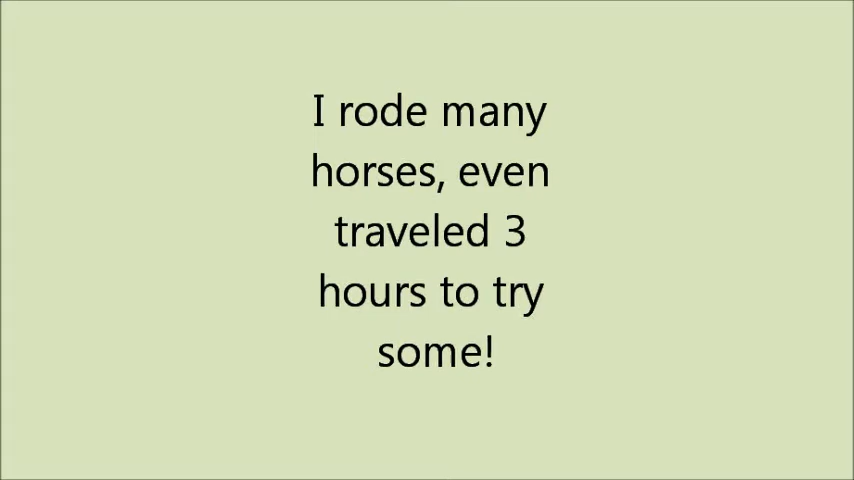 I rode many
horses, even
traveled 3
hours to try
some!